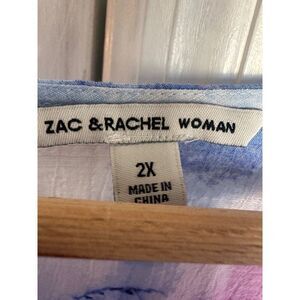 ZAC & RACHEL WOMAN
2X
MADE IN
CHINA